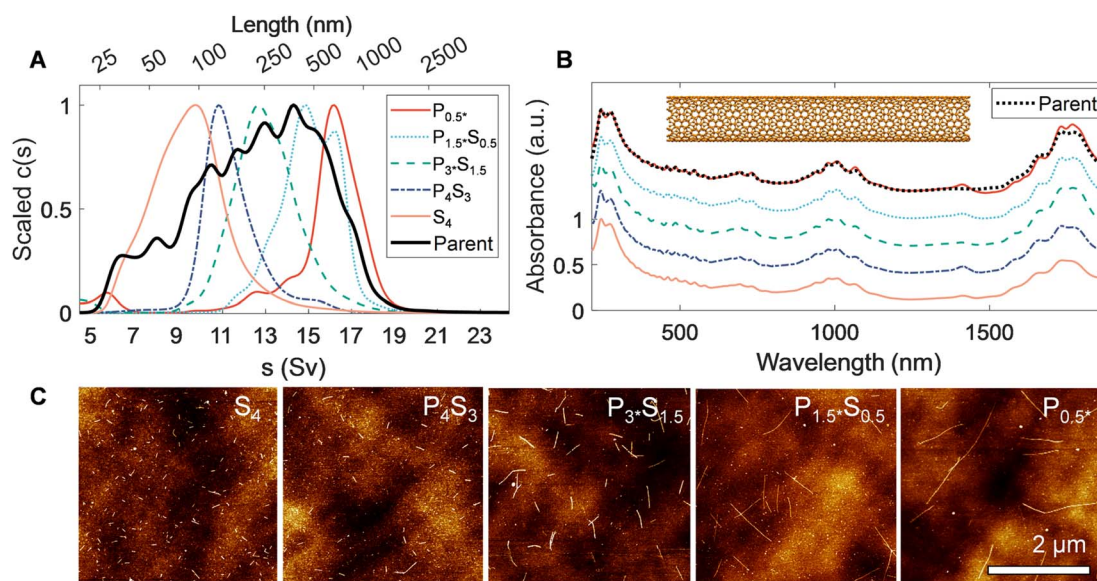 Length (nm)
A
25 50 100 250 500 1000 2500
Scaled c(s)
1
0.5
0
P0.5*
P1.5*S0.5
P3*S1.5
P4S3
S4
Parent
5 7 9 11 13 15 17 19 21 23
s (Sv)
B
Parent
Absorbance (a.u.)
1
0.5
0
500 1000 1500
Wavelength (nm)
C
S4 P4S3 P3*S1.5 P1.5*S0.5 P0.5*
2 µm